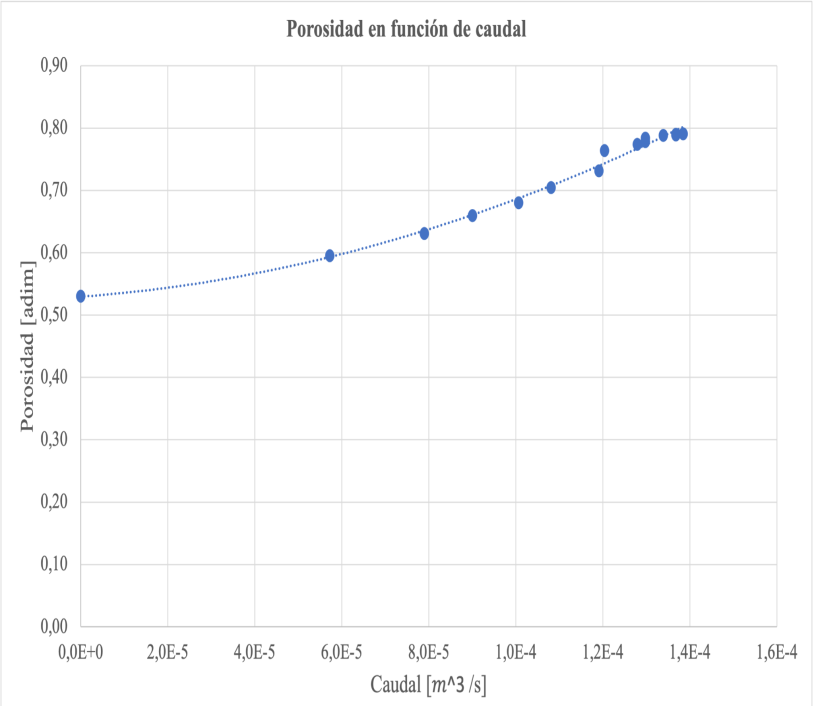 Porosidad en función de caudal
0,90
0,80
0,70
0,60
0,50
0,40
0,30
0,20
0,10
0,00
Porosidad [adim]
0,0E+0 2,0E-5 4,0E-5 6,0E-5 8,0E-5 1,0E-4 1,2E-4 1,4E-4 1,6E-4
Caudal [m^3 /s]